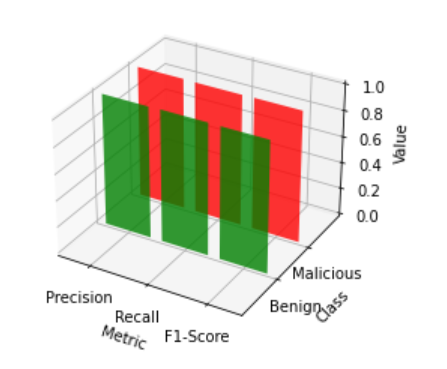 1.0
0.8
0.6
0.4
0.2
0.0
Value
Malicious
Benign
Class
Precision
Recall
F1-Score
Metric